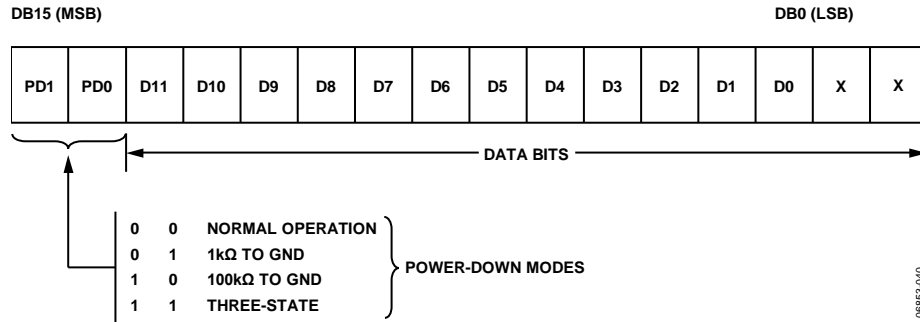 DB15 (MSB) DB0 (LSB)
PD1 PD0 D11 D10 D9 D8 D7 D6 D5 D4 D3 D2 D1 D0 X X
DATA BITS
0 0 NORMAL OPERATION
0 1 1kΩ TO GND
1 0 100kΩ TO GND
1 1 THREE-STATE
POWER-DOWN MODES
06853-040